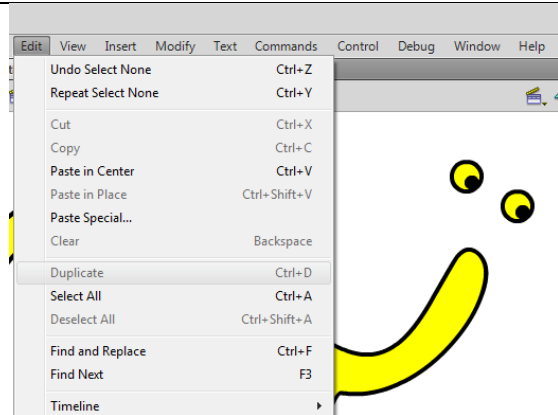 Edit View Insert Modify Text Commands Control Debug Window Help
Undo Select None Ctrl+Z
Repeat Select None Ctrl+Y
Cut Ctrl+X
Copy Ctrl+C
Paste in Center Ctrl+V
Paste in Place Ctrl+Shift+V
Paste Special...
Clear Backspace
Duplicate Ctrl+D
Select All Ctrl+A
Deselect All Ctrl+Shift+A
Find and Replace Ctrl+F
Find Next F3
Timeline